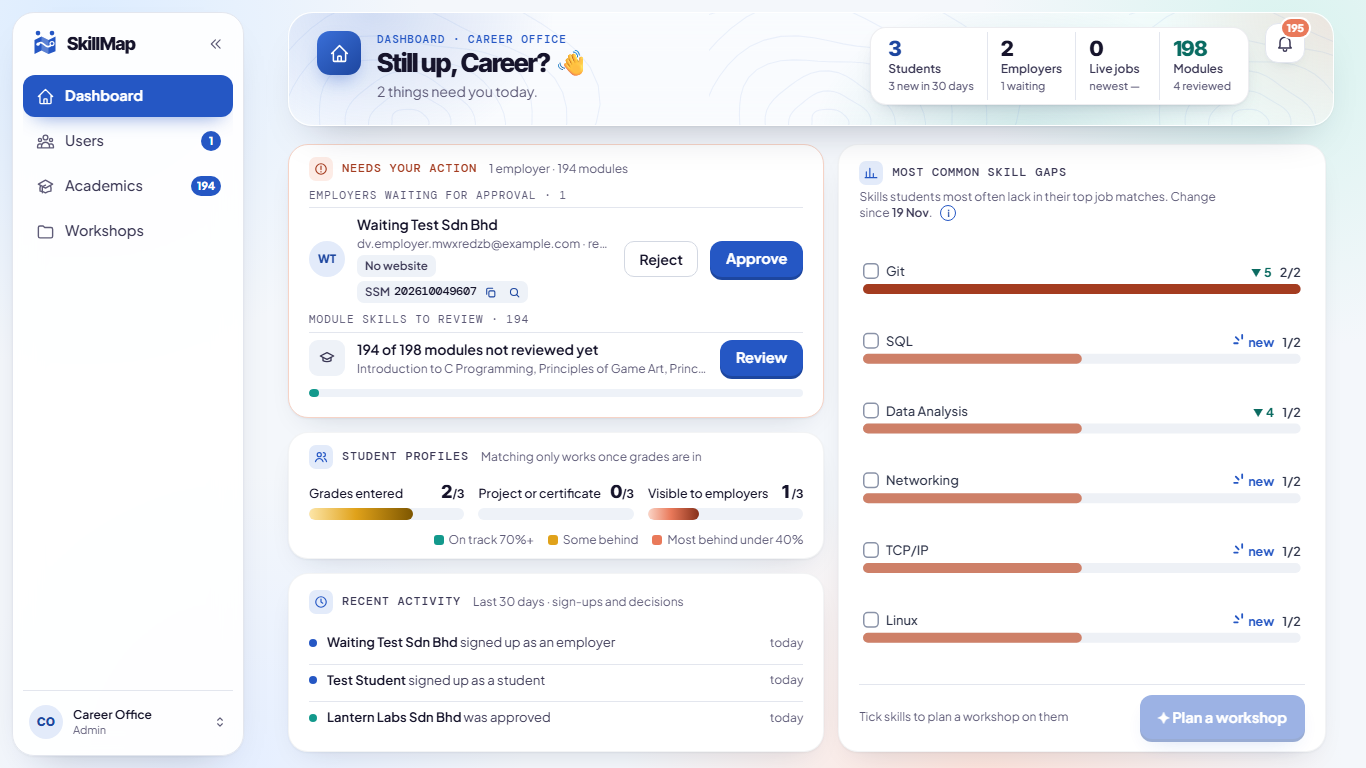 SkillMap
Dashboard
Users 1
Academics 194
Workshops
CO Career Office
Admin
DASHBOARD · CAREER OFFICE
Still up, Career? 👋
2 things need you today.
3 Students 3 new in 30 days
2 Employers 1 waiting
0 Live jobs newest —
198 Modules 4 reviewed
195
NEEDS YOUR ACTION 1 employer · 194 modules
EMPLOYERS WAITING FOR APPROVAL · 1
WT
Waiting Test Sdn Bhd
dv.employer.mwxredzb@example.com · re...
No website
SSM 202610049607
Reject
Approve
MODULE SKILLS TO REVIEW · 194
194 of 198 modules not reviewed yet
Introduction to C Programming, Principles of Game Art, Princ...
Review
STUDENT PROFILES Matching only works once grades are in
Grades entered 2/3
Project or certificate 0/3
Visible to employers 1/3
On track 70%+ Some behind Most behind under 40%
RECENT ACTIVITY Last 30 days · sign-ups and decisions
Waiting Test Sdn Bhd signed up as an employer today
Test Student signed up as a student today
Lantern Labs Sdn Bhd was approved today
MOST COMMON SKILL GAPS
Skills students most often lack in their top job matches. Change
since 19 Nov. i
Git ▼5 2/2
SQL new 1/2
Data Analysis ▼4 1/2
Networking new 1/2
TCP/IP new 1/2
Linux new 1/2
Tick skills to plan a workshop on them
✦ Plan a workshop